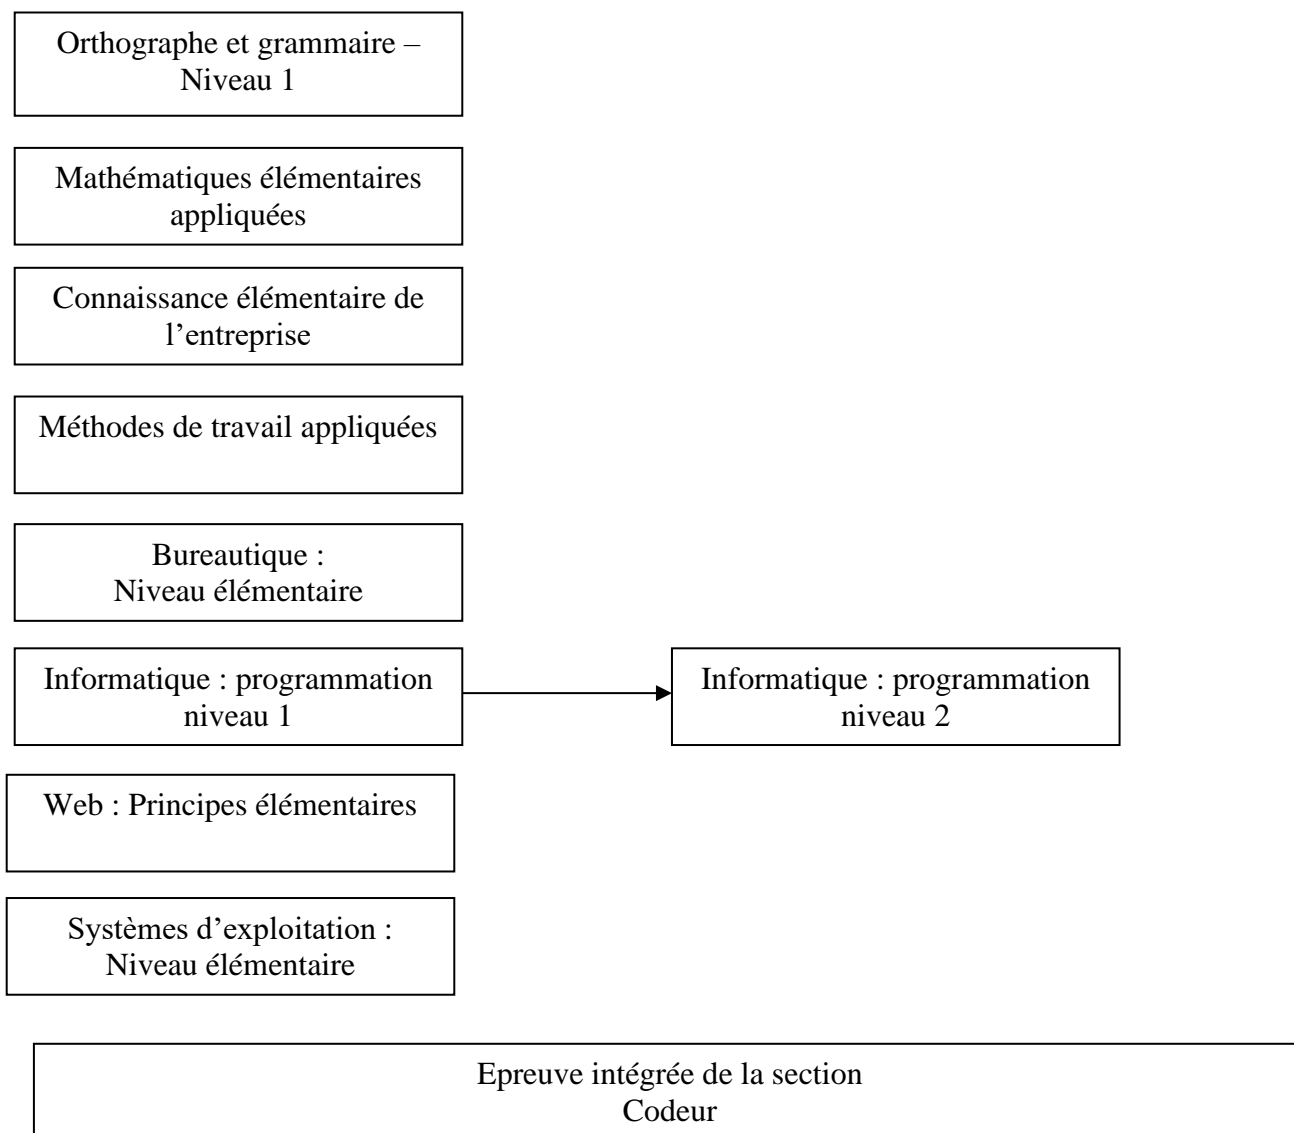 Orthographe et grammaire –
Niveau 1
Mathématiques élémentaires
appliquées
Connaissance élémentaire de
l’entreprise
Méthodes de travail appliquées
Bureautique :
Niveau élémentaire
Informatique : programmation
niveau 1
Informatique : programmation
niveau 2
Web : Principes élémentaires
Systèmes d’exploitation :
Niveau élémentaire
Epreuve intégrée de la section
Codeur